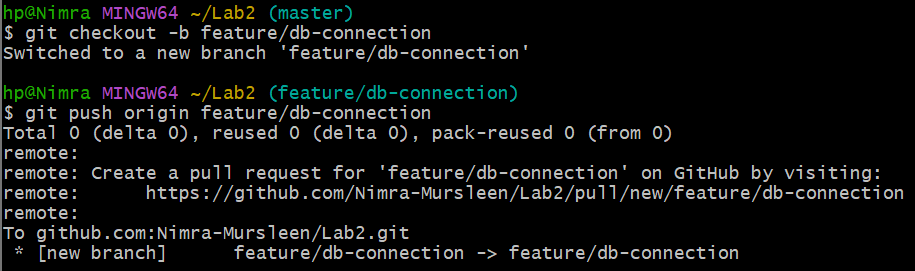 hp@Nimra MINGW64 ~/Lab2 (master)
$ git checkout -b feature/db-connection
Switched to a new branch 'feature/db-connection'
hp@Nimra MINGW64 ~/Lab2 (feature/db-connection)
$ git push origin feature/db-connection
Total 0 (delta 0), reused 0 (delta 0), pack-reused 0 (from 0)
remote:
remote: Create a pull request for 'feature/db-connection' on GitHub by visiting:
remote:      https://github.com/Nimra-Mursleen/Lab2/pull/new/feature/db-connection
remote:
To github.com:Nimra-Mursleen/Lab2.git
 * [new branch]      feature/db-connection -> feature/db-connection